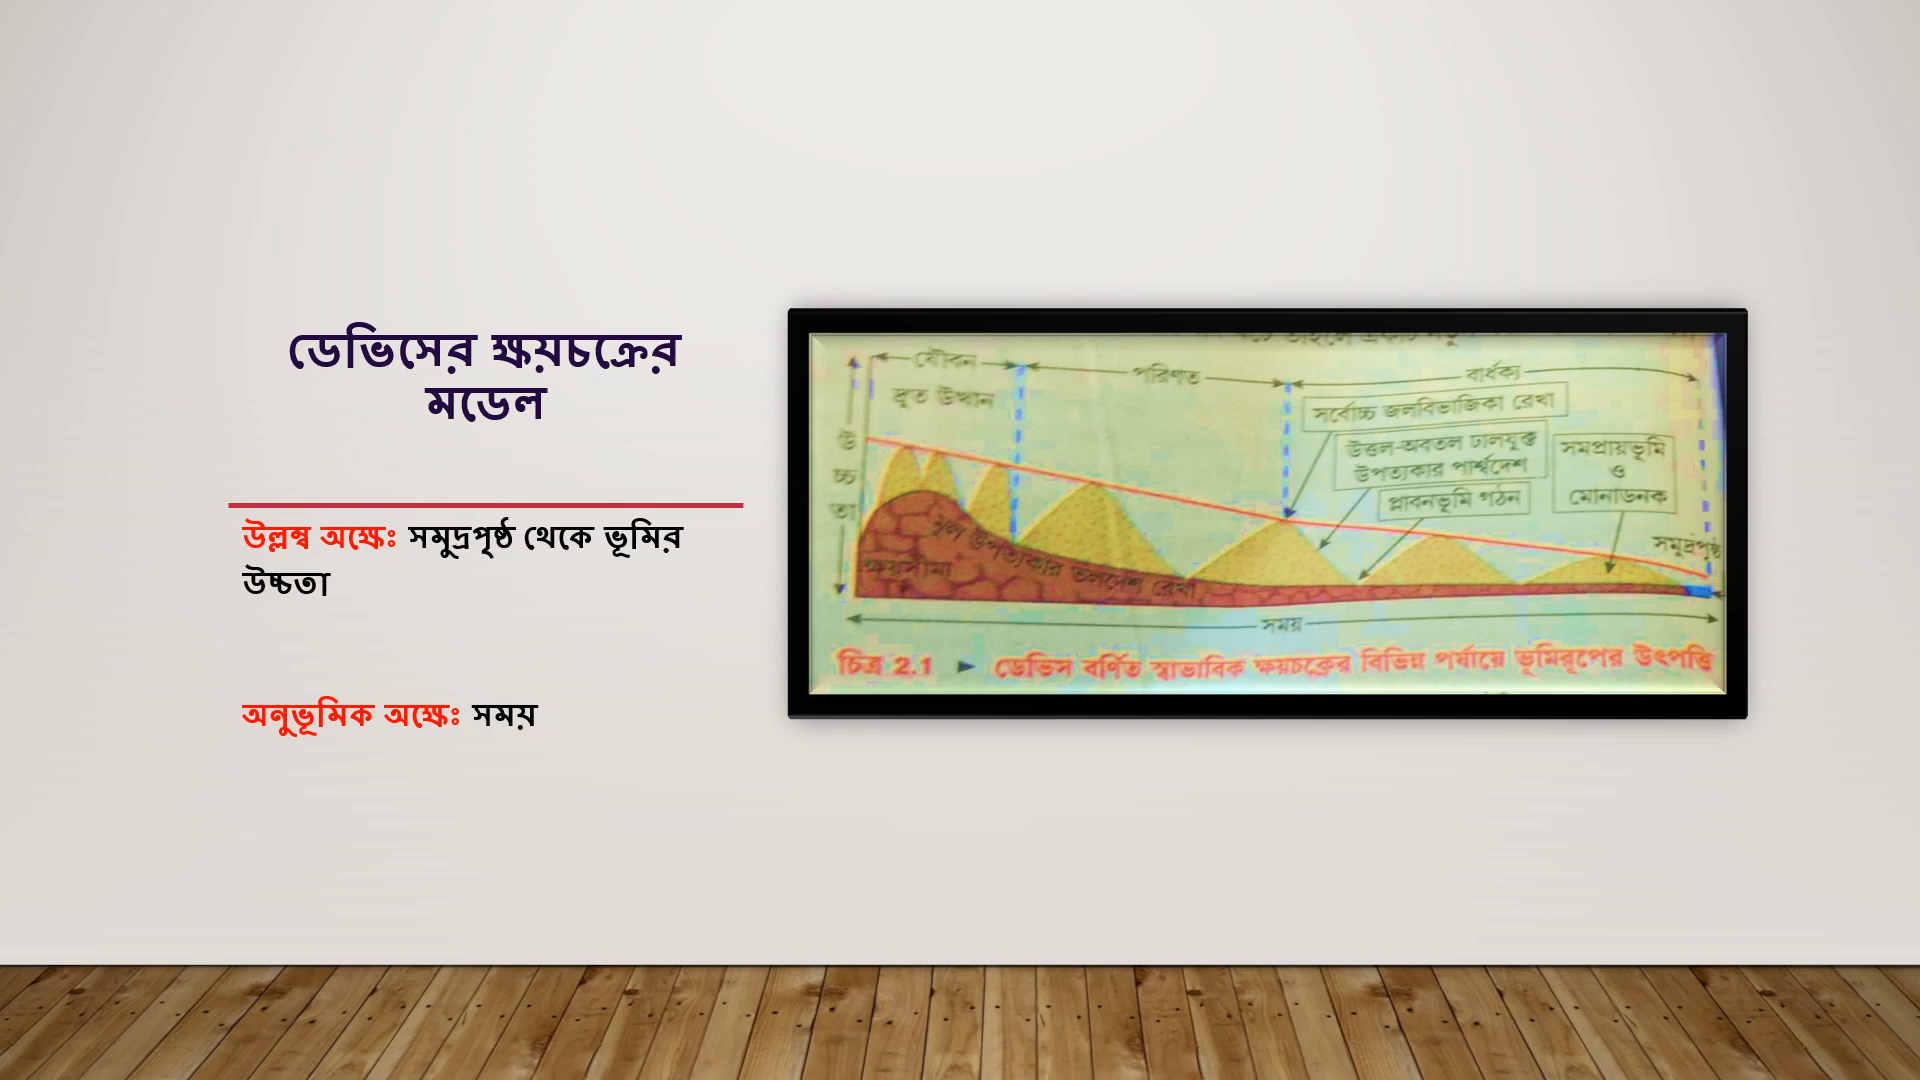 ডেভিসের ক্ষয়চক্রের
মডেল
উল্লম্ব অক্ষেঃ সমুদ্রপৃষ্ঠ থেকে ভূমির
উচ্চতা
অনুভূমিক অক্ষেঃ সময়
যৌবন
পরিণত
বার্ধক্য
দ্রুত উত্থান
সর্বোচ্চ জলবিভাজিকা রেখা
উচ্চতা
উত্তল-অবতল ঢালযুক্ত
উপত্যকার পার্শ্বদেশ
সমপ্রায়ভূমি
ও
মোনাডনক
প্লাবনভূমি গঠন
সমুদ্রপৃষ্ঠ
মূল উপত্যকার তলদেশ রেখা
ক্ষয়সীমা
সময়
চিত্র 2.1 ► ডেভিস বর্ণিত স্বাভাবিক ক্ষয়চক্রের বিভিন্ন পর্যায়ে ভূমিরূপের উৎপত্তি